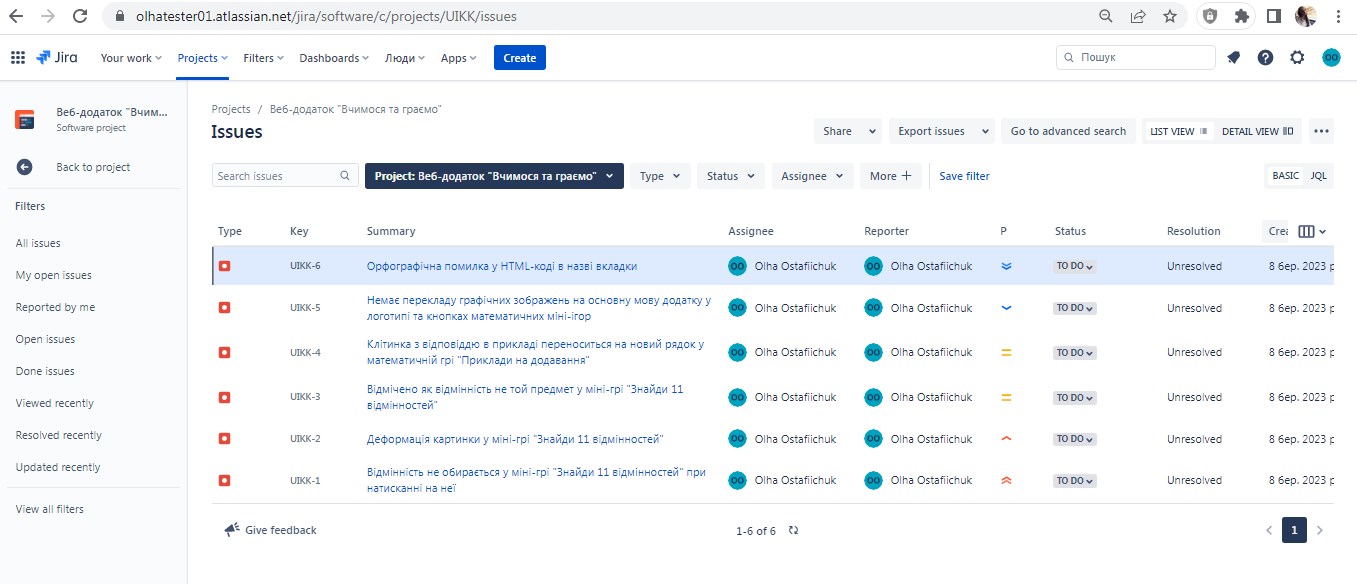 olhatester01.atlassian.net/jira/software/c/projects/UIKK/issues
Jira Your work Projects Filters Dashboards Люди Apps Create Пошук OO
Веб-додаток "Вчим...
Software project
Back to project
Filters
All issues
My open issues
Reported by me
Open issues
Done issues
Viewed recently
Resolved recently
Updated recently
View all filters
Projects / Веб-додаток "Вчимося та граємо"
Issues
Share Export issues Go to advanced search LIST VIEW DETAIL VIEW
Search issues Project: Веб-додаток "Вчимося та граємо" Type Status Assignee More Save filter BASIC JQL
Type Key Summary Assignee Reporter P Status Resolution Crea
UIKK-6 Орфографічна помилка у HTML-коді в назві вкладки OO Olha Ostafiichuk OO Olha Ostafiichuk TO DO Unresolved 8 бер. 2023 р
UIKK-5 Немає перекладу графічних зображень на основну мову додатку у
логотипі та кнопках математичних міні-ігор OO Olha Ostafiichuk OO Olha Ostafiichuk TO DO Unresolved 8 бер. 2023 р
UIKK-4 Клітинка з відповіддю в прикладі переноситься на новий рядок у
математичній грі "Приклади на додавання" OO Olha Ostafiichuk OO Olha Ostafiichuk TO DO Unresolved 8 бер. 2023 р
UIKK-3 Відмічено як відмінність не той предмет у міні-грі "Знайди 11
відмінностей" OO Olha Ostafiichuk OO Olha Ostafiichuk TO DO Unresolved 8 бер. 2023 р
UIKK-2 Деформація картинки у міні-грі "Знайди 11 відмінностей" OO Olha Ostafiichuk OO Olha Ostafiichuk TO DO Unresolved 8 бер. 2023 р
UIKK-1 Відмінність не обирається у міні-грі "Знайди 11 відмінностей" при
натисканні на неї OO Olha Ostafiichuk OO Olha Ostafiichuk TO DO Unresolved 8 бер. 2023 р
Give feedback 1-6 of 6 1